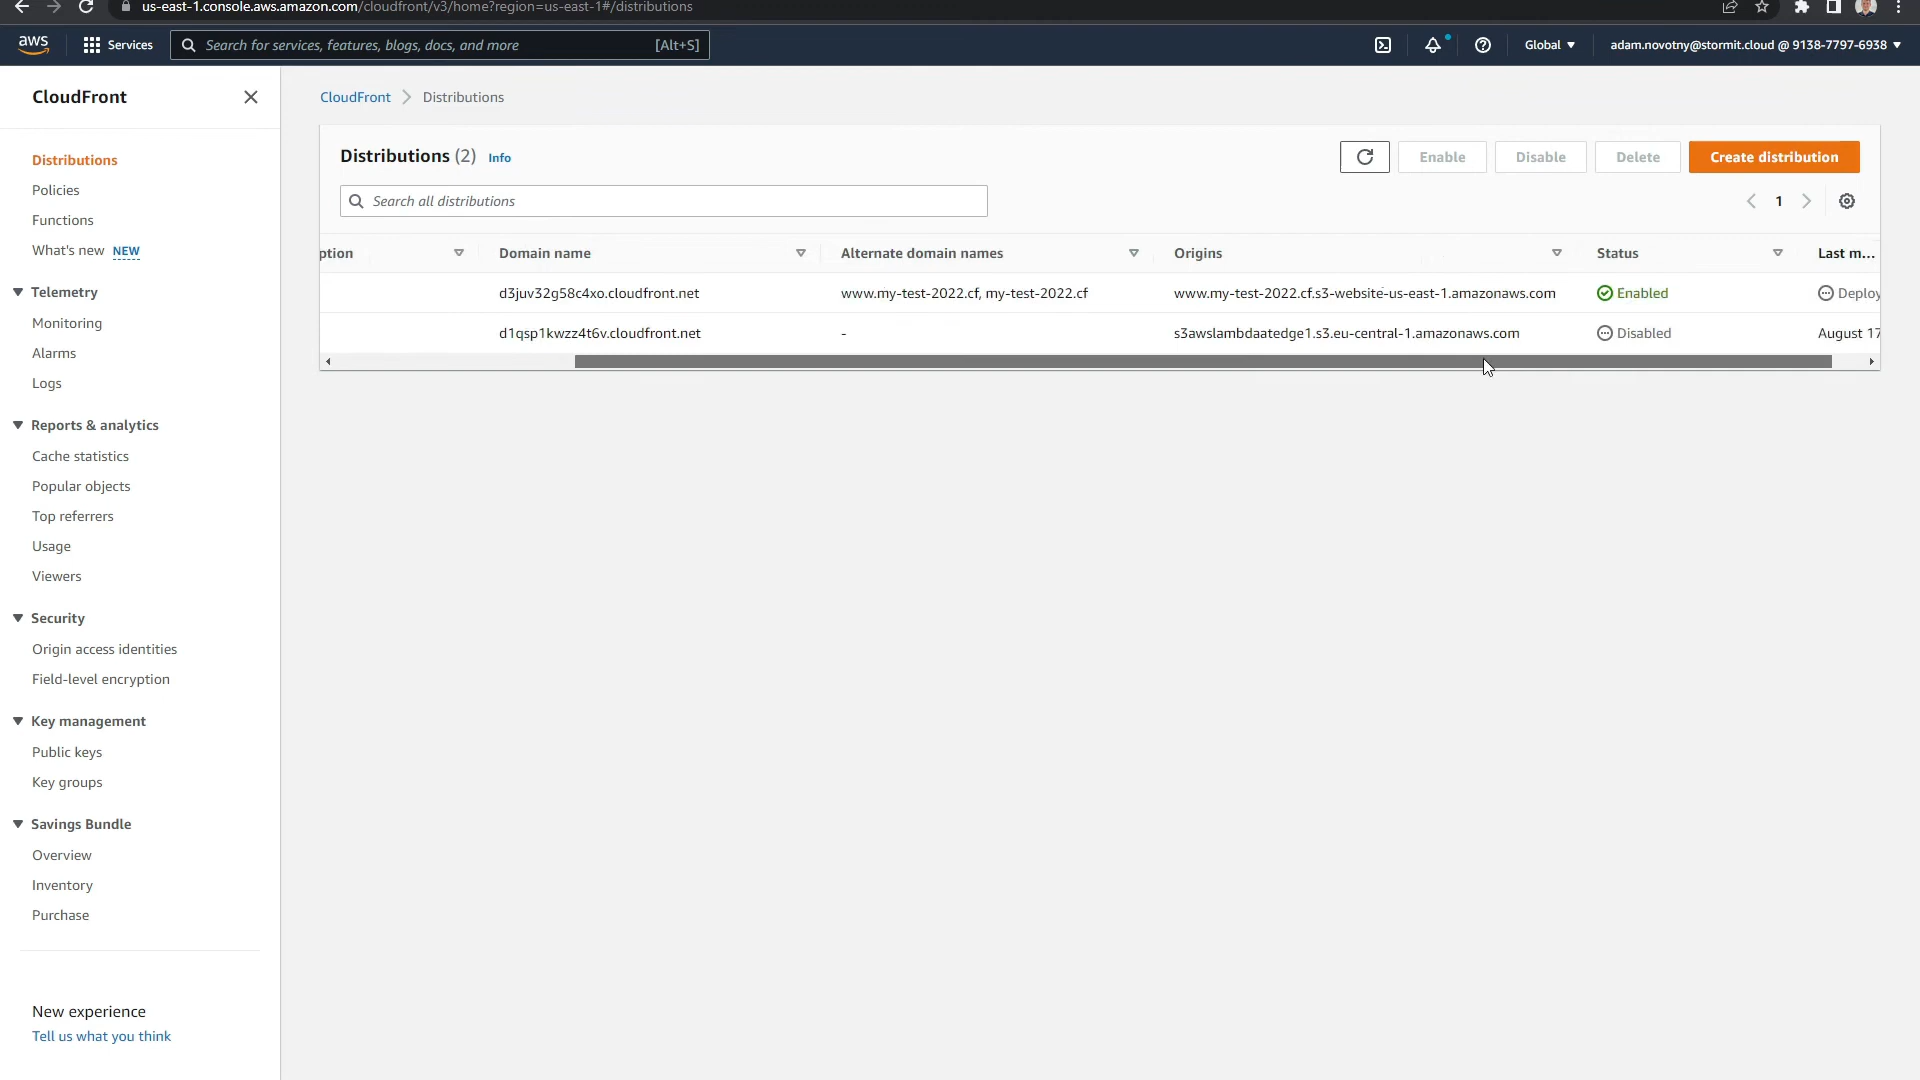 us-east-1.console.aws.amazon.com/cloudfront/v3/home?region=us-east-1#/distributions
aws
Services
Search for services, features, blogs, docs, and more [Alt+S]
Global
adam.novotny@stormit.cloud @ 9138-7797-6938
CloudFront
CloudFront Distributions
Distributions
Policies
Functions
What's new NEW
Telemetry
Monitoring
Alarms
Logs
Reports & analytics
Cache statistics
Popular objects
Top referrers
Usage
Viewers
Security
Origin access identities
Field-level encryption
Key management
Public keys
Key groups
Savings Bundle
Overview
Inventory
Purchase
New experience
Tell us what you think
Distributions (2) Info
Enable
Disable
Delete
Create distribution
Search all distributions
1
ption Domain name Alternate domain names Origins Status Last m...
d3juv32g58c4xo.cloudfront.net www.my-test-2022.cf, my-test-2022.cf www.my-test-2022.cf.s3-website-us-east-1.amazonaws.com Enabled Deploy
d1qsp1kwzz4t6v.cloudfront.net - s3awslambdaatedge1.s3.eu-central-1.amazonaws.com Disabled August 17